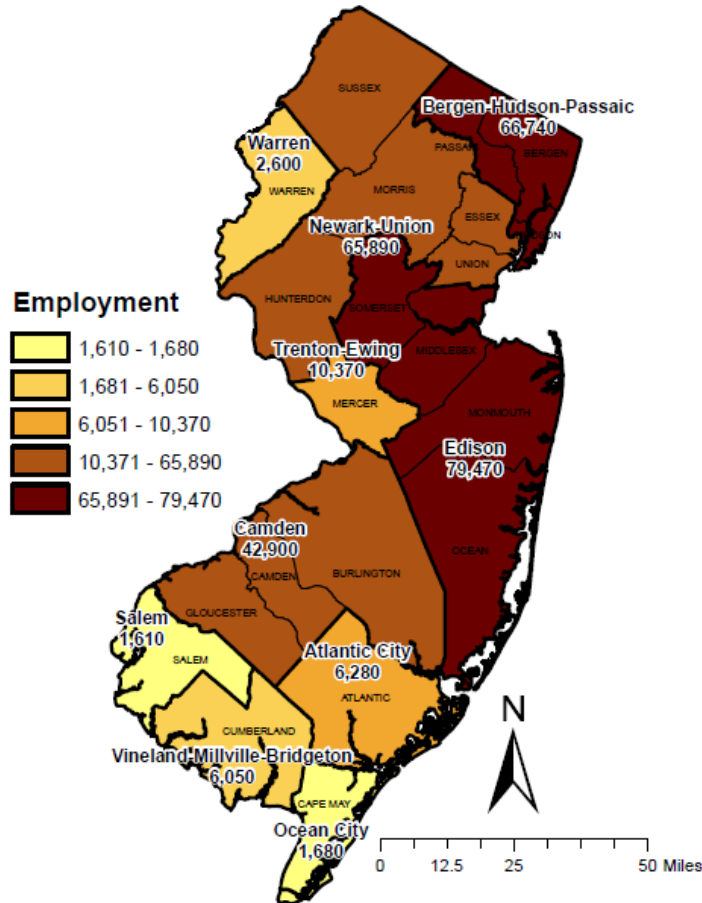 SUSSEX
Bergen-Hudson-Passaic
66,740
PASSAIC
BERGEN
Warren
2,600
WARREN
MORRIS
ESSEX
Newark-Union
65,890
UNION
HUNTERDON
SOMERSET
Employment
1,610 - 1,680
1,681 - 6,050
6,051 - 10,370
10,371 - 65,890
65,891 - 79,470
Trenton-Ewing
10,370
MIDDLESEX
MERCER
MONMOUTH
Edison
79,470
OCEAN
Camden
42,900
CAMDEN
BURLINGTON
GLOUCESTER
Salem
1,610
SALEM
Atlantic City
6,280
ATLANTIC
CUMBERLAND
Vineland-Millville-Bridgeton
6,050
CAPE MAY
Ocean City
1,680
N
0 12.5 25 50 Miles